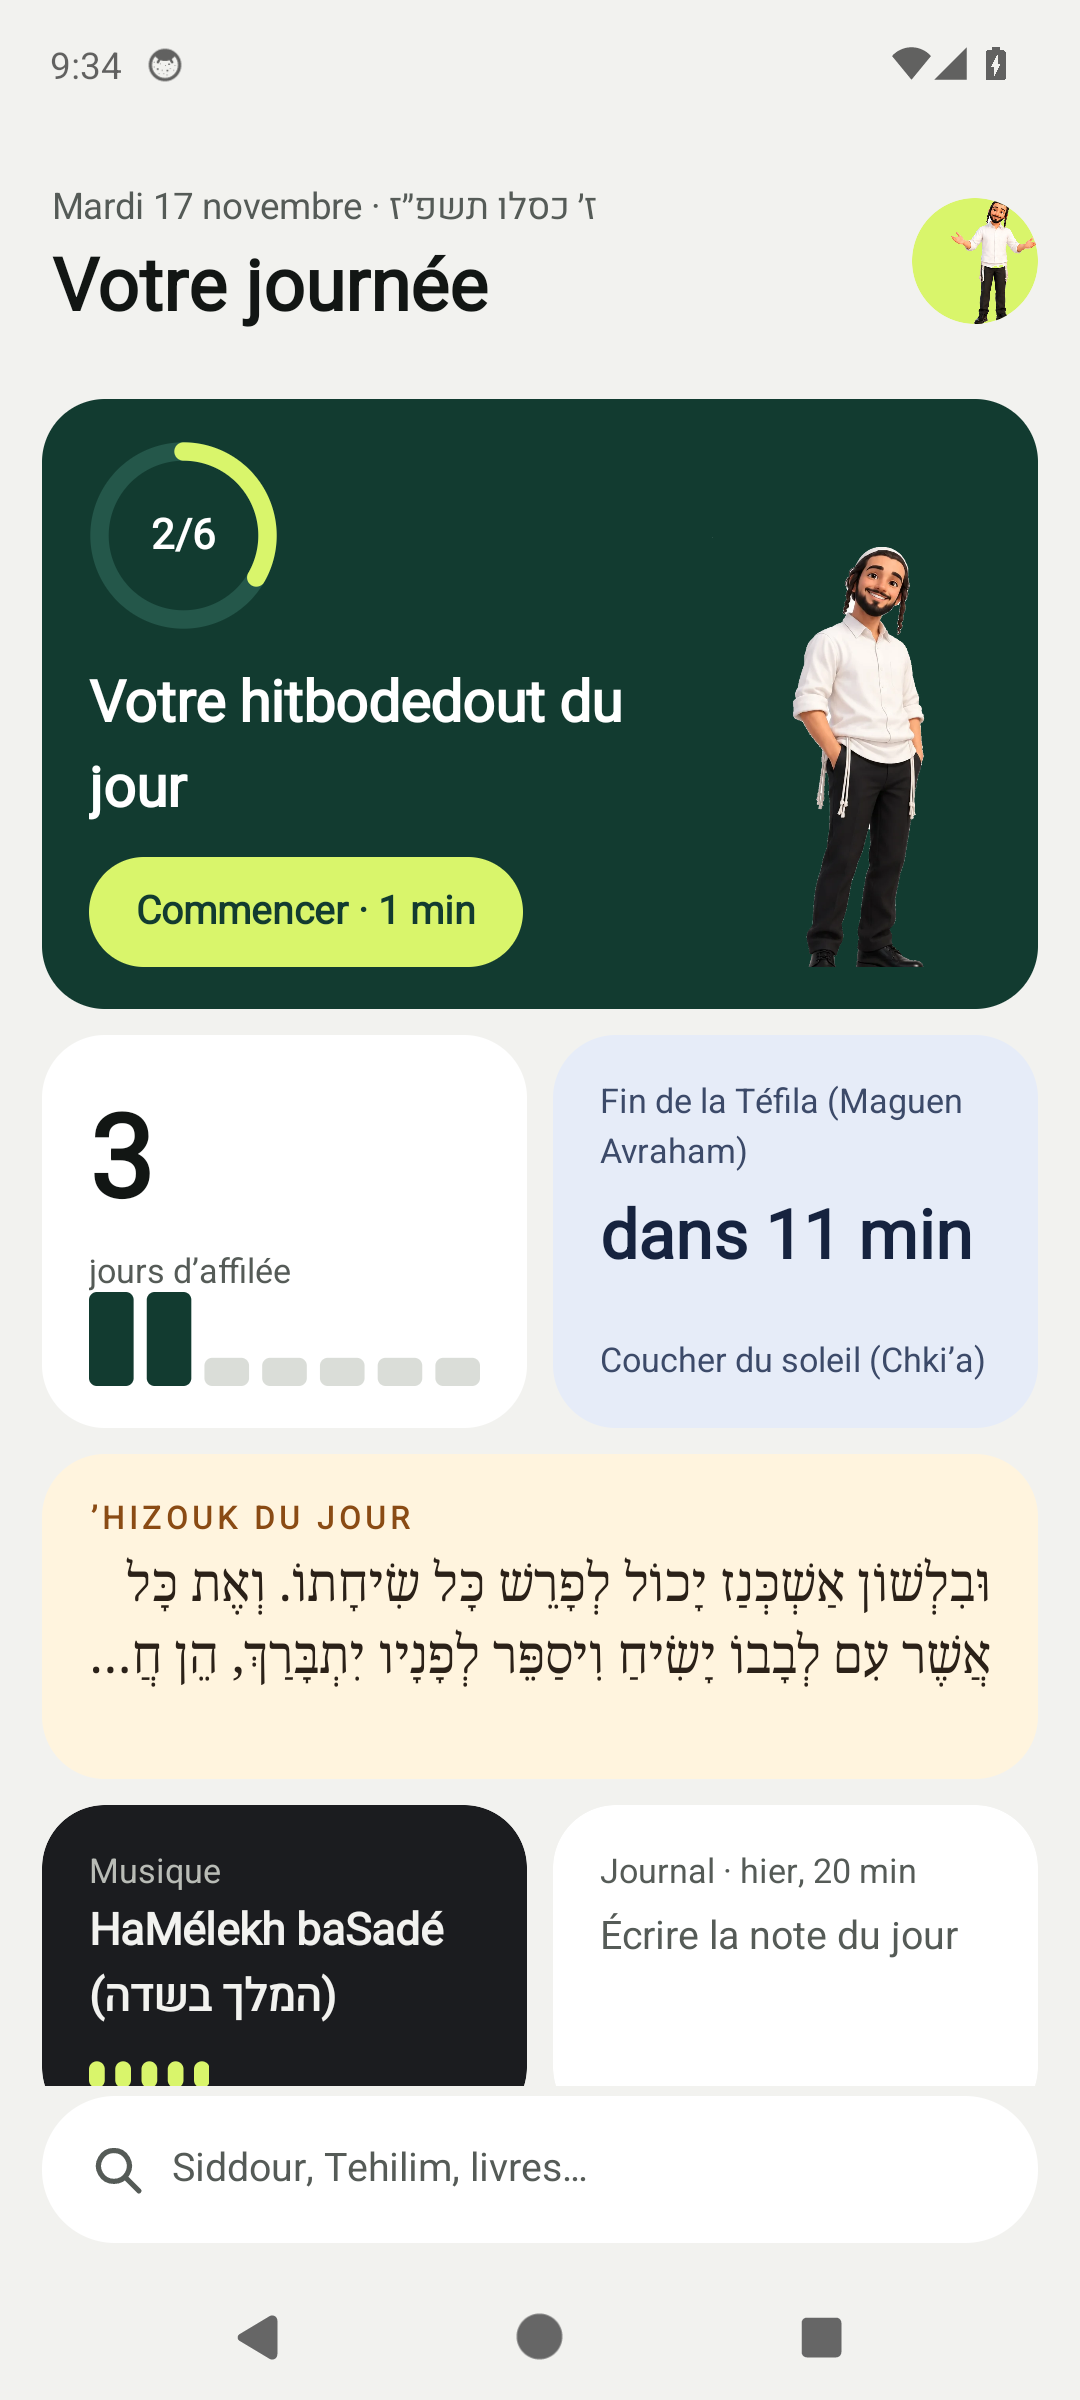 9:34
Mardi 17 novembre · ז׳ כסלו תשפ״ז
Votre journée
2/6
Votre hitbodedout du
jour
Commencer · 1 min
3
jours d’affilée
Fin de la Téfila (Maguen
Avraham)
dans 11 min
Coucher du soleil (Chki’a)
’HIZOUK DU JOUR
וּבִלְשׁוֹן אַשְׁכְּנַז יָכוֹל לְפָרֵשׁ כָּל שִׂיחָתוֹ. וְאֶת כָּל
אֲשֶׁר עִם לְבָבוֹ יָשִׂיחַ וִיסַפֵּר לְפָנָיו יִתְבָּרַךְ, הֵן חֲ...
Musique
HaMélekh baSadé
(המלך בשדה)
Journal · hier, 20 min
Écrire la note du jour
Siddour, Tehilim, livres…